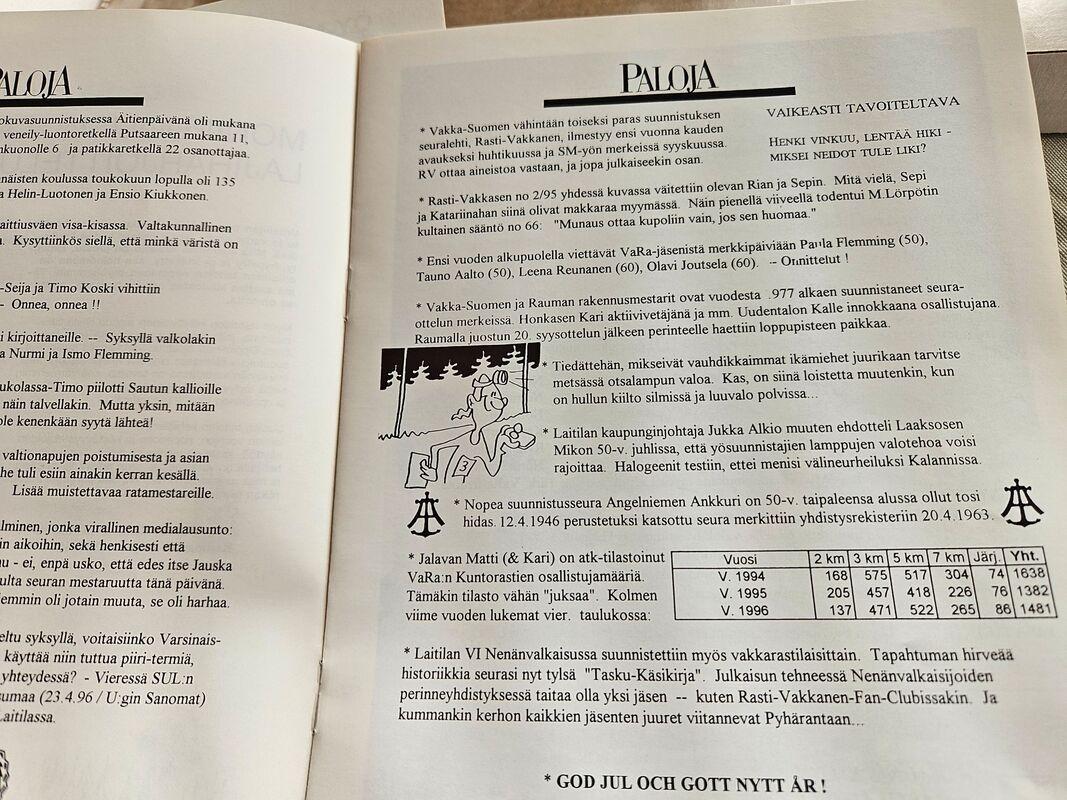 PALOJA
okuvasuunnistuksessa Äitienpäivänä oli mukana
veneily-luontoretkellä Putsaareen mukana 11,
nkuonolle 6 ja patikkaretkellä 22 osanottajaa.
näisten koulussa toukokuun lopulla oli 135
a Helin-Luotonen ja Ensio Kiukkonen.
aittiusväen visa-kisassa. Valtakunnallinen
. Kysyttiinkös siellä, että minkä väristä on
-Seija ja Timo Koski vihittiin
- Onnea, onnea !!
i kirjoittaneille. -- Syksyllä valkolakin
a Nurmi ja Ismo Flemming.
ukolassa-Timo piilotti Sautun kallioille
näin talvellakin. Mutta yksin, mitään
ole kenenkään syytä lähteä!
valtionapujen poistumisesta ja asian
he tuli esiin ainakin kerran kesällä.
Lisää muistettavaa ratamestareille.
lminen, jonka virallinen medialausunto:
in aikoihin, sekä henkisesti että
u - ei, enpä usko, että edes itse Jauska
ulta seuran mestaruutta tänä päivänä.
iemmin oli jotain muuta, se oli harhaa.
eltu syksyllä, voitaisiinko Varsinais-
käyttää niin tuttua piiri-termiä,
yhteydessä? - Vieressä SUL:n
sumaa (23.4.96 / U:gin Sanomat)
Laitilassa.
PALOJA
* Vakka-Suomen vähintään toiseksi paras suunnistuksen
seuralehti, Rasti-Vakkanen, ilmestyy ensi vuonna kauden
avaukseksi huhtikuussa ja SM-yön merkeissä syyskuussa.
RV ottaa aineistoa vastaan, ja jopa julkaiseekin osan.
VAIKEASTI TAVOITELTAVA
HENKI VINKUU, LENTÄÄ HIKI -
MIKSEI NEIDOT TULE LIKI?
* Rasti-Vakkasen no 2/95 yhdessä kuvassa väitettiin olevan Rian ja Sepin. Mitä vielä, Sepi
ja Katariinahan siinä olivat makkaraa myymässä. Näin pienellä viiveellä todentui M.Lörpötin
kultainen sääntö no 66: "Munaus ottaa kupoliin vain, jos sen huomaa."
* Ensi vuoden alkupuolella viettävät VaRa-jäsenistä merkkipäiviään Paula Flemming (50),
Tauno Aalto (50), Leena Reunanen (60), Olavi Joutsela (60). -- Onnittelut !
* Vakka-Suomen ja Rauman rakennusmestarit ovat vuodesta .977 alkaen suunnistaneet seura-
ottelun merkeissä. Honkasen Kari aktiivivetäjänä ja mm. Uudentalon Kalle innokkaana osallistujana.
Raumalla juostun 20. syysottelun jälkeen perinteelle haettiin loppupisteen paikkaa.
* Tiedättehän, mikseivät vauhdikkaimmat ikämiehet juurikaan tarvitse
metsässä otsalampun valoa. Kas, on siinä loistetta muutenkin, kun
on hullun kiilto silmissä ja luuvalo polvissa...
3
* Laitilan kaupunginjohtaja Jukka Alkio muuten ehdotteli Laaksosen
Mikon 50-v. juhlissa, että yösuunnistajien lamppujen valotehoa voisi
rajoittaa. Halogeenit testiin, ettei menisi välineurheiluksi Kalannissa.
* Nopea suunnistusseura Angelniemen Ankkuri on 50-v. taipaleensa alussa ollut tosi
hidas. 12.4.1946 perustetuksi katsottu seura merkittiin yhdistysrekisteriin 20.4.1963.
* Jalavan Matti (& Kari) on atk-tilastoinut
VaRa:n Kuntorastien osallistujamääriä.
Tämäkin tilasto vähän "juksaa". Kolmen
viime vuoden lukemat vier. taulukossa:
Vuosi 2 km 3 km 5 km 7 km Järj. Yht.
V. 1994 168 575 517 304 74 1638
V. 1995 205 457 418 226 76 1382
V. 1996 137 471 522 265 86 1481
* Laitilan VI Nenänvalkaisussa suunnistettiin myös vakkarastilaisittain. Tapahtuman hirveää
historiikkia seurasi nyt tylsä "Tasku-Käsikirja". Julkaisun tehneessä Nenänvalkaisijoiden
perinneyhdistyksessä taitaa olla yksi jäsen -- kuten Rasti-Vakkanen-Fan-Clubissakin. Ja
kummankin kerhon kaikkien jäsenten juuret viitannevat Pyhärantaan...
* GOD JUL OCH GOTT NYTT ÅR !